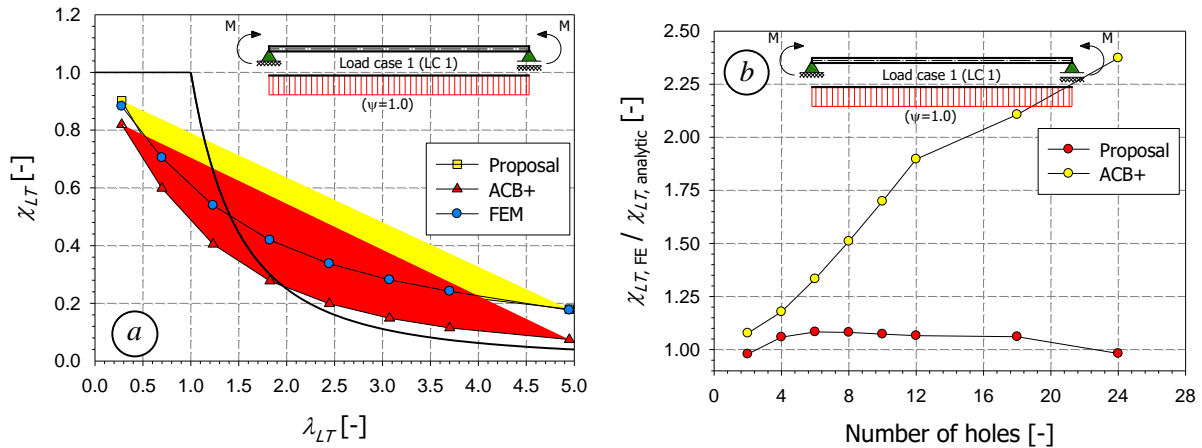 M
M
Load case 1 (LC 1)
(ψ=1.0)
Proposal
ACB+
FEM
a
1.2
1.0
0.8
0.6
0.4
0.2
0.0
χLT [-]
0.0 0.5 1.0 1.5 2.0 2.5 3.0 3.5 4.0 4.5 5.0
λLT [-]
M
M
b
Load case 1 (LC 1)
(ψ=1.0)
Proposal
ACB+
2.50
2.25
2.00
1.75
1.50
1.25
1.00
χLT, FE / χLT, analytic [-]
0 4 8 12 16 20 24 28
Number of holes [-]